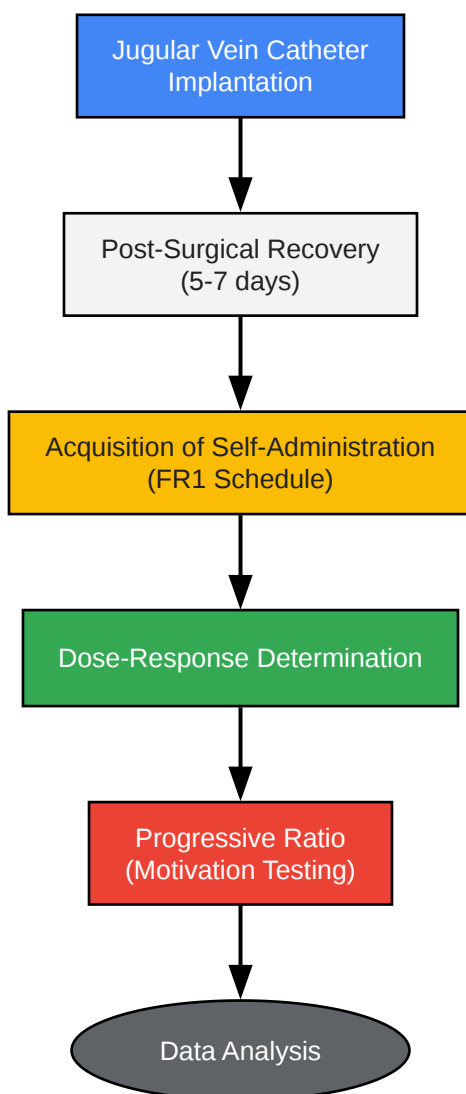 Jugular Vein Catheter
Implantation
Post-Surgical Recovery
(5-7 days)
Acquisition of Self-Administration
(FR1 Schedule)
Dose-Response Determination
Progressive Ratio
(Motivation Testing)
Data Analysis